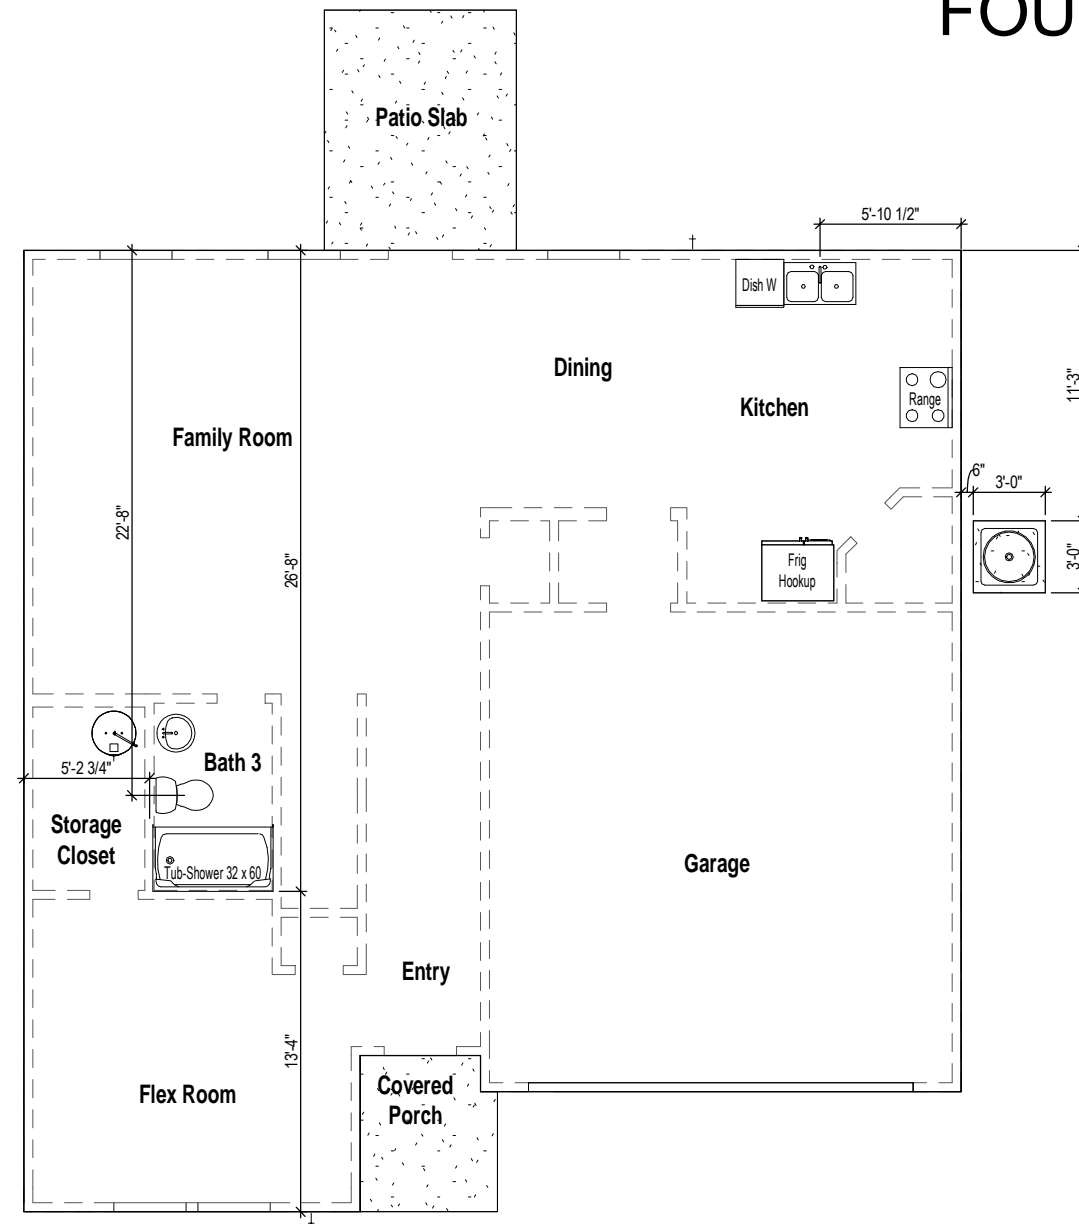 FOU
Patio Slab
5'-10 1/2"
Dish W
Dining
Kitchen
Range
11'-3"
Family Room
6"
3'-0"
22'-8"
26'-8"
Frig
Hookup
3'-0"
5'-2 3/4"
Bath 3
Storage
Closet
Tub-Shower 32 x 60
Garage
Entry
13'-4"
Flex Room
Covered
Porch